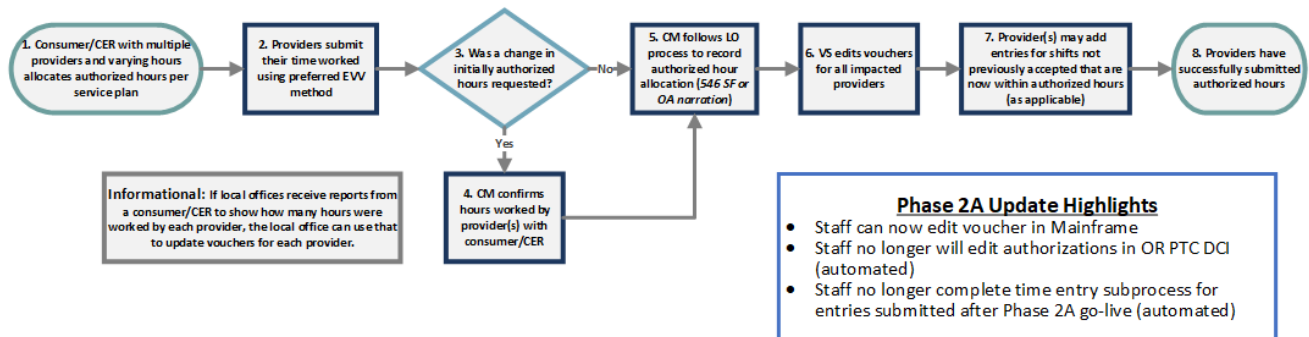 1. Consumer/CER with multiple
providers and varying hours
allocates authorized hours per
service plan
2. Providers submit
their time worked
using preferred EVV
method
3. Was a change in
initially authorized
hours requested?
No
Yes
4. CM confirms
hours worked by
provider(s) with
consumer/CER
5. CM follows LO
process to record
authorized hour
allocation (546 SF or
OA narration)
6. VS edits vouchers
for all impacted
providers
7. Provider(s) may add
entries for shifts not
previously accepted that are
now within authorized hours
(as applicable)
8. Providers have
successfully submitted
authorized hours
Informational: If local offices receive reports from
a consumer/CER to show how many hours were
worked by each provider, the local office can use that
to update vouchers for each provider.
Phase 2A Update Highlights
• Staff can now edit voucher in Mainframe
• Staff no longer will edit authorizations in OR PTC DCI
(automated)
• Staff no longer complete time entry subprocess for
entries submitted after Phase 2A go-live (automated)